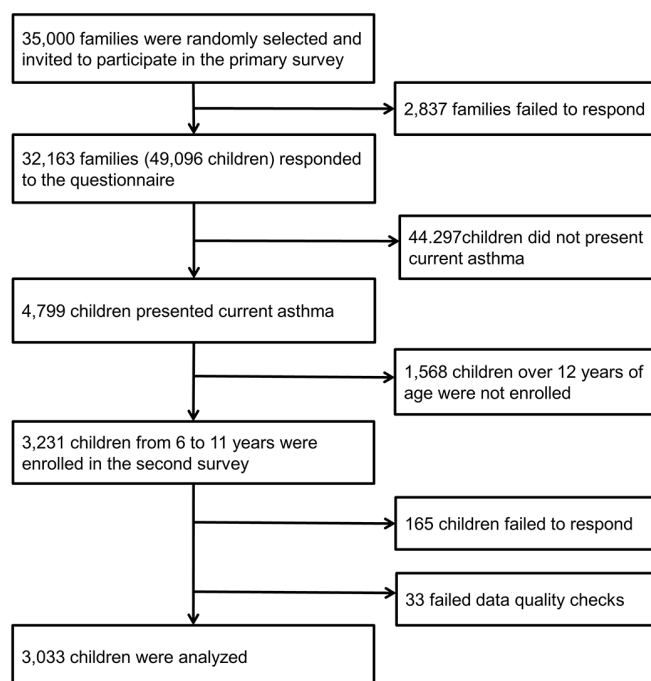 35,000 families were randomly selected and
invited to participate in the primary survey
2,837 families failed to respond
32,163 families (49,096 children) responded
to the questionnaire
44.297children did not present
current asthma
4,799 children presented current asthma
1,568 children over 12 years of
age were not enrolled
3,231 children from 6 to 11 years were
enrolled in the second survey
165 children failed to respond
33 failed data quality checks
3,033 children were analyzed